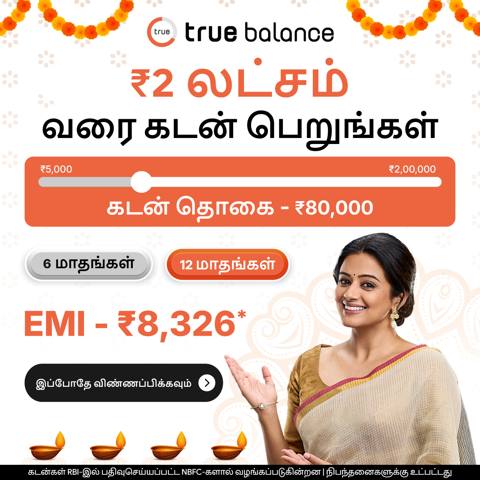 true true balance
₹2 லட்சம்
வரை கடன் பெறுங்கள்
₹5,000 ₹2,00,000
கடன் தொகை - ₹80,000
6 மாதங்கள் 12 மாதங்கள்
EMI - ₹8,326*
இப்போதே விண்ணப்பிக்கவும்
கடன்கள் RBI-இல் பதிவுசெய்யப்பட்ட NBFC-களால் வழங்கப்படுகின்றன | நிபந்தனைகளுக்கு உட்பட்டது